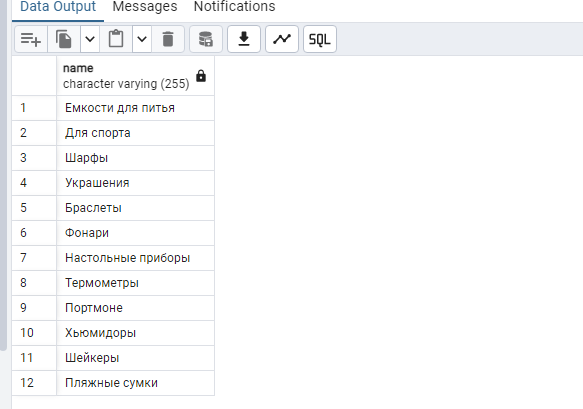 Data Output Messages Notifications
SQL
name
character varying (255)
1 Емкости для питья
2 Для спорта
3 Шарфы
4 Украшения
5 Браслеты
6 Фонари
7 Настольные приборы
8 Термометры
9 Портмоне
10 Хьюмидоры
11 Шейкеры
12 Пляжные сумки